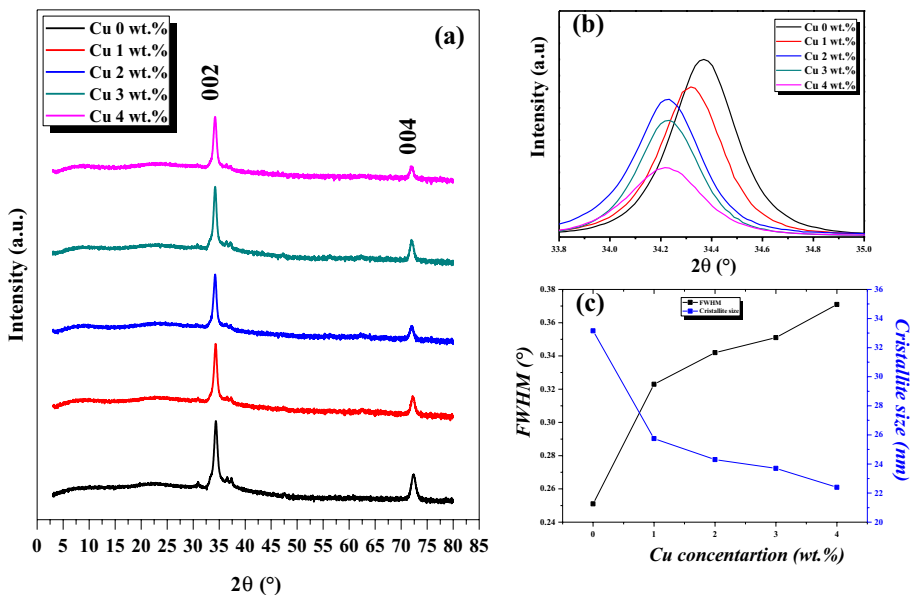 (a)
Cu 0 wt.%
Cu 1 wt.%
Cu 2 wt.%
Cu 3 wt.%
Cu 4 wt.%
002
004
Intensity (a.u.)
0 5 10 15 20 25 30 35 40 45 50 55 60 65 70 75 80 85
2θ (°)
(b)
Cu 0 wt.%
Cu 1 wt.%
Cu 2 wt.%
Cu 3 wt.%
Cu 4 wt.%
Intensity (a.u)
33.8 34.0 34.2 34.4 34.6 34.8 35.0
2θ (°)
(c)
FWHM
Cristallite size
FWHM (°)
0.38
0.36
0.34
0.32
0.30
0.28
0.26
0.24
36
34
32
30
28
26
24
22
20
Cristallite size (nm)
0 1 2 3 4
Cu concentartion (wt.%)